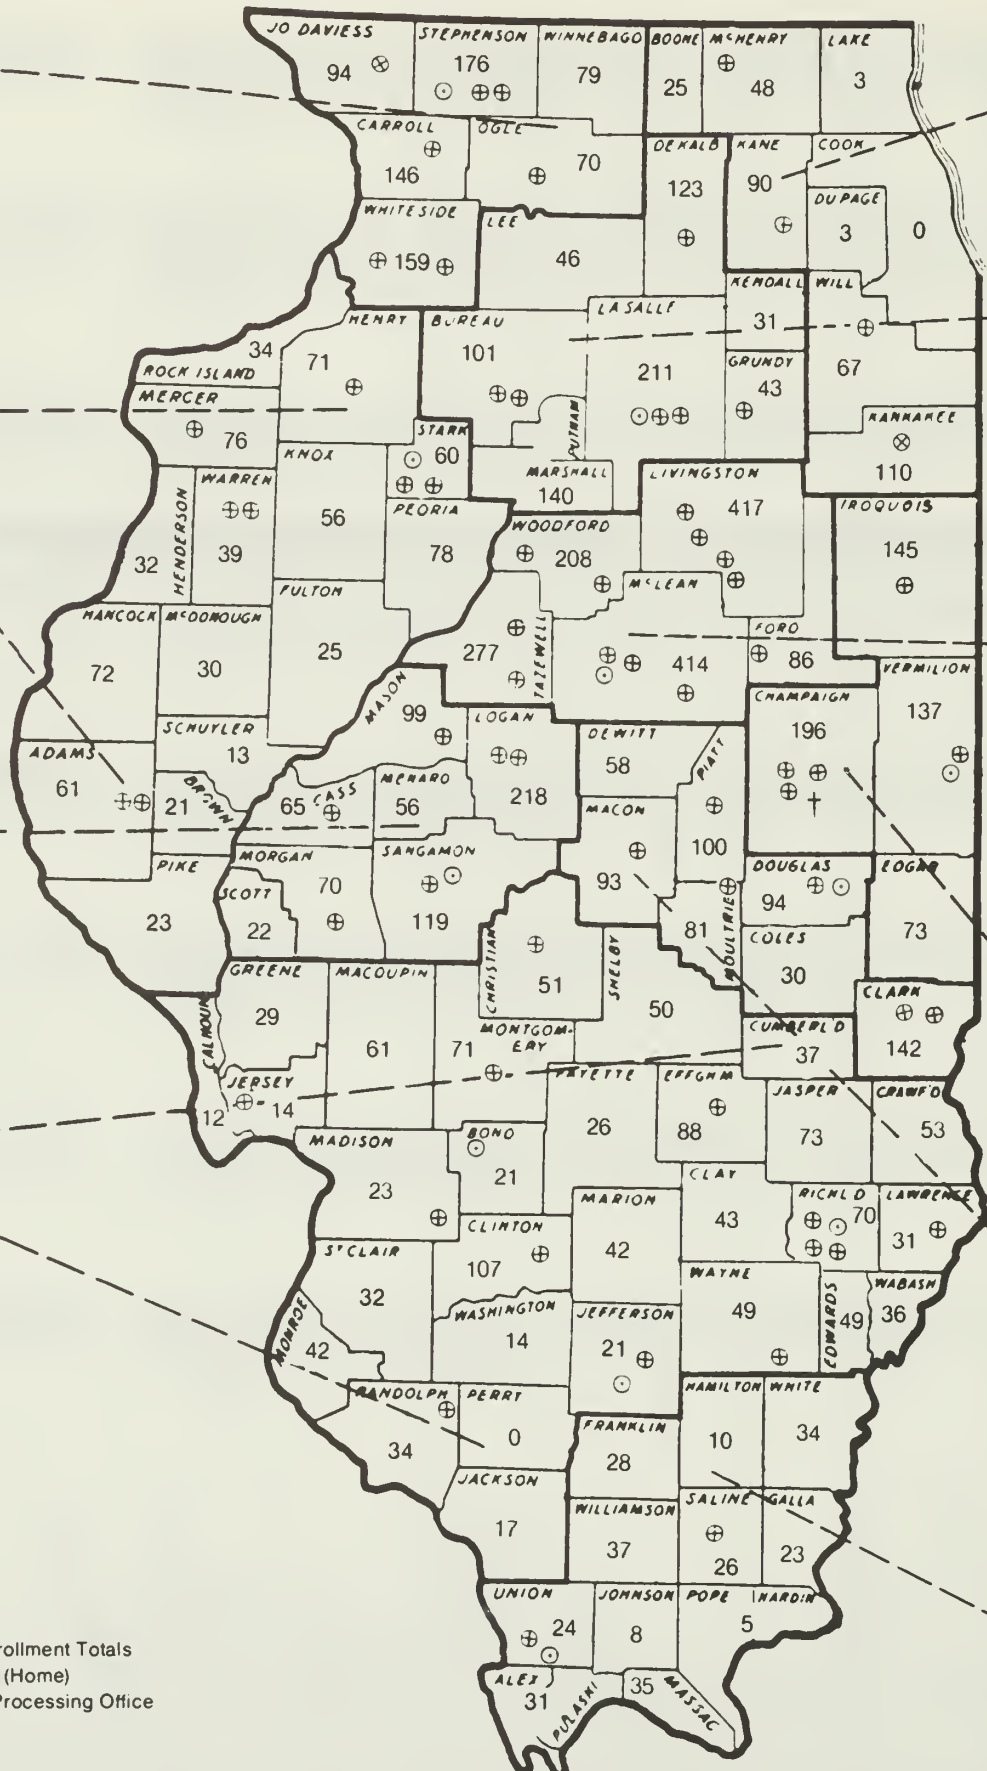 JO DAVIESS
94
STEPHENSON
176
WINNEBAGO
79
BOONE
25
McHENRY
48
LAKE
3
CARROLL
146
OGLE
70
DEKALB
123
KANE
90
COOK
0
DU PAGE
3
WHITESIDE
159
LEE
46
KENDALL
31
WILL
67
HENRY
71
BUREAU
101
LA SALLE
211
GRUNDY
43
ROCK ISLAND
34
MERCER
76
STARK
60
PUTNAM
KANKAKEE
110
KNOX
56
WARREN
39
HENDERSON
32
PEORIA
78
MARSHALL
140
LIVINGSTON
417
IROQUOIS
145
WOODFORD
208
McLEAN
414
FULTON
25
HANCOCK
72
McDONOUGH
30
TAZEWELL
277
FORD
86
VERMILION
137
MASON
99
LOGAN
218
CHAMPAIGN
196
SCHUYLER
13
ADAMS
61
BROWN
21
CASS
65
MENARD
56
DEWITT
58
PIATT
100
MACON
93
PIKE
23
MORGAN
70
SCOTT
22
SANGAMON
119
DOUGLAS
94
EDGAR
73
MOULTRIE
81
CHRISTIAN
51
SHELBY
50
COLES
30
CLARK
142
GREENE
29
MACOUPIN
61
CALHOUN
12
MONTGOM-
ERY
71
CUMBERL'D
37
JERSEY
14
FAYETTE
26
EFFGHM
88
JASPER
73
CRAWF'D
53
MADISON
23
BOND
21
CLAY
43
RICHL'D
70
LAWRENCE
31
MARION
42
CLINTON
107
ST CLAIR
32
WAYNE
49
EDWARDS
49
WABASH
36
MONROE
42
WASHINGTON
14
JEFFERSON
21
RANDOLPH
34
PERRY
0
HAMILTON
10
WHITE
34
FRANKLIN
28
JACKSON
17
WILLIAMSON
37
SALINE
26
GALLA
23
UNION
24
JOHNSON
8
POPE
5
HARDIN
ALEX
31
PULASKI
35
MASSAC
rollment Totals
(Home)
Processing Office